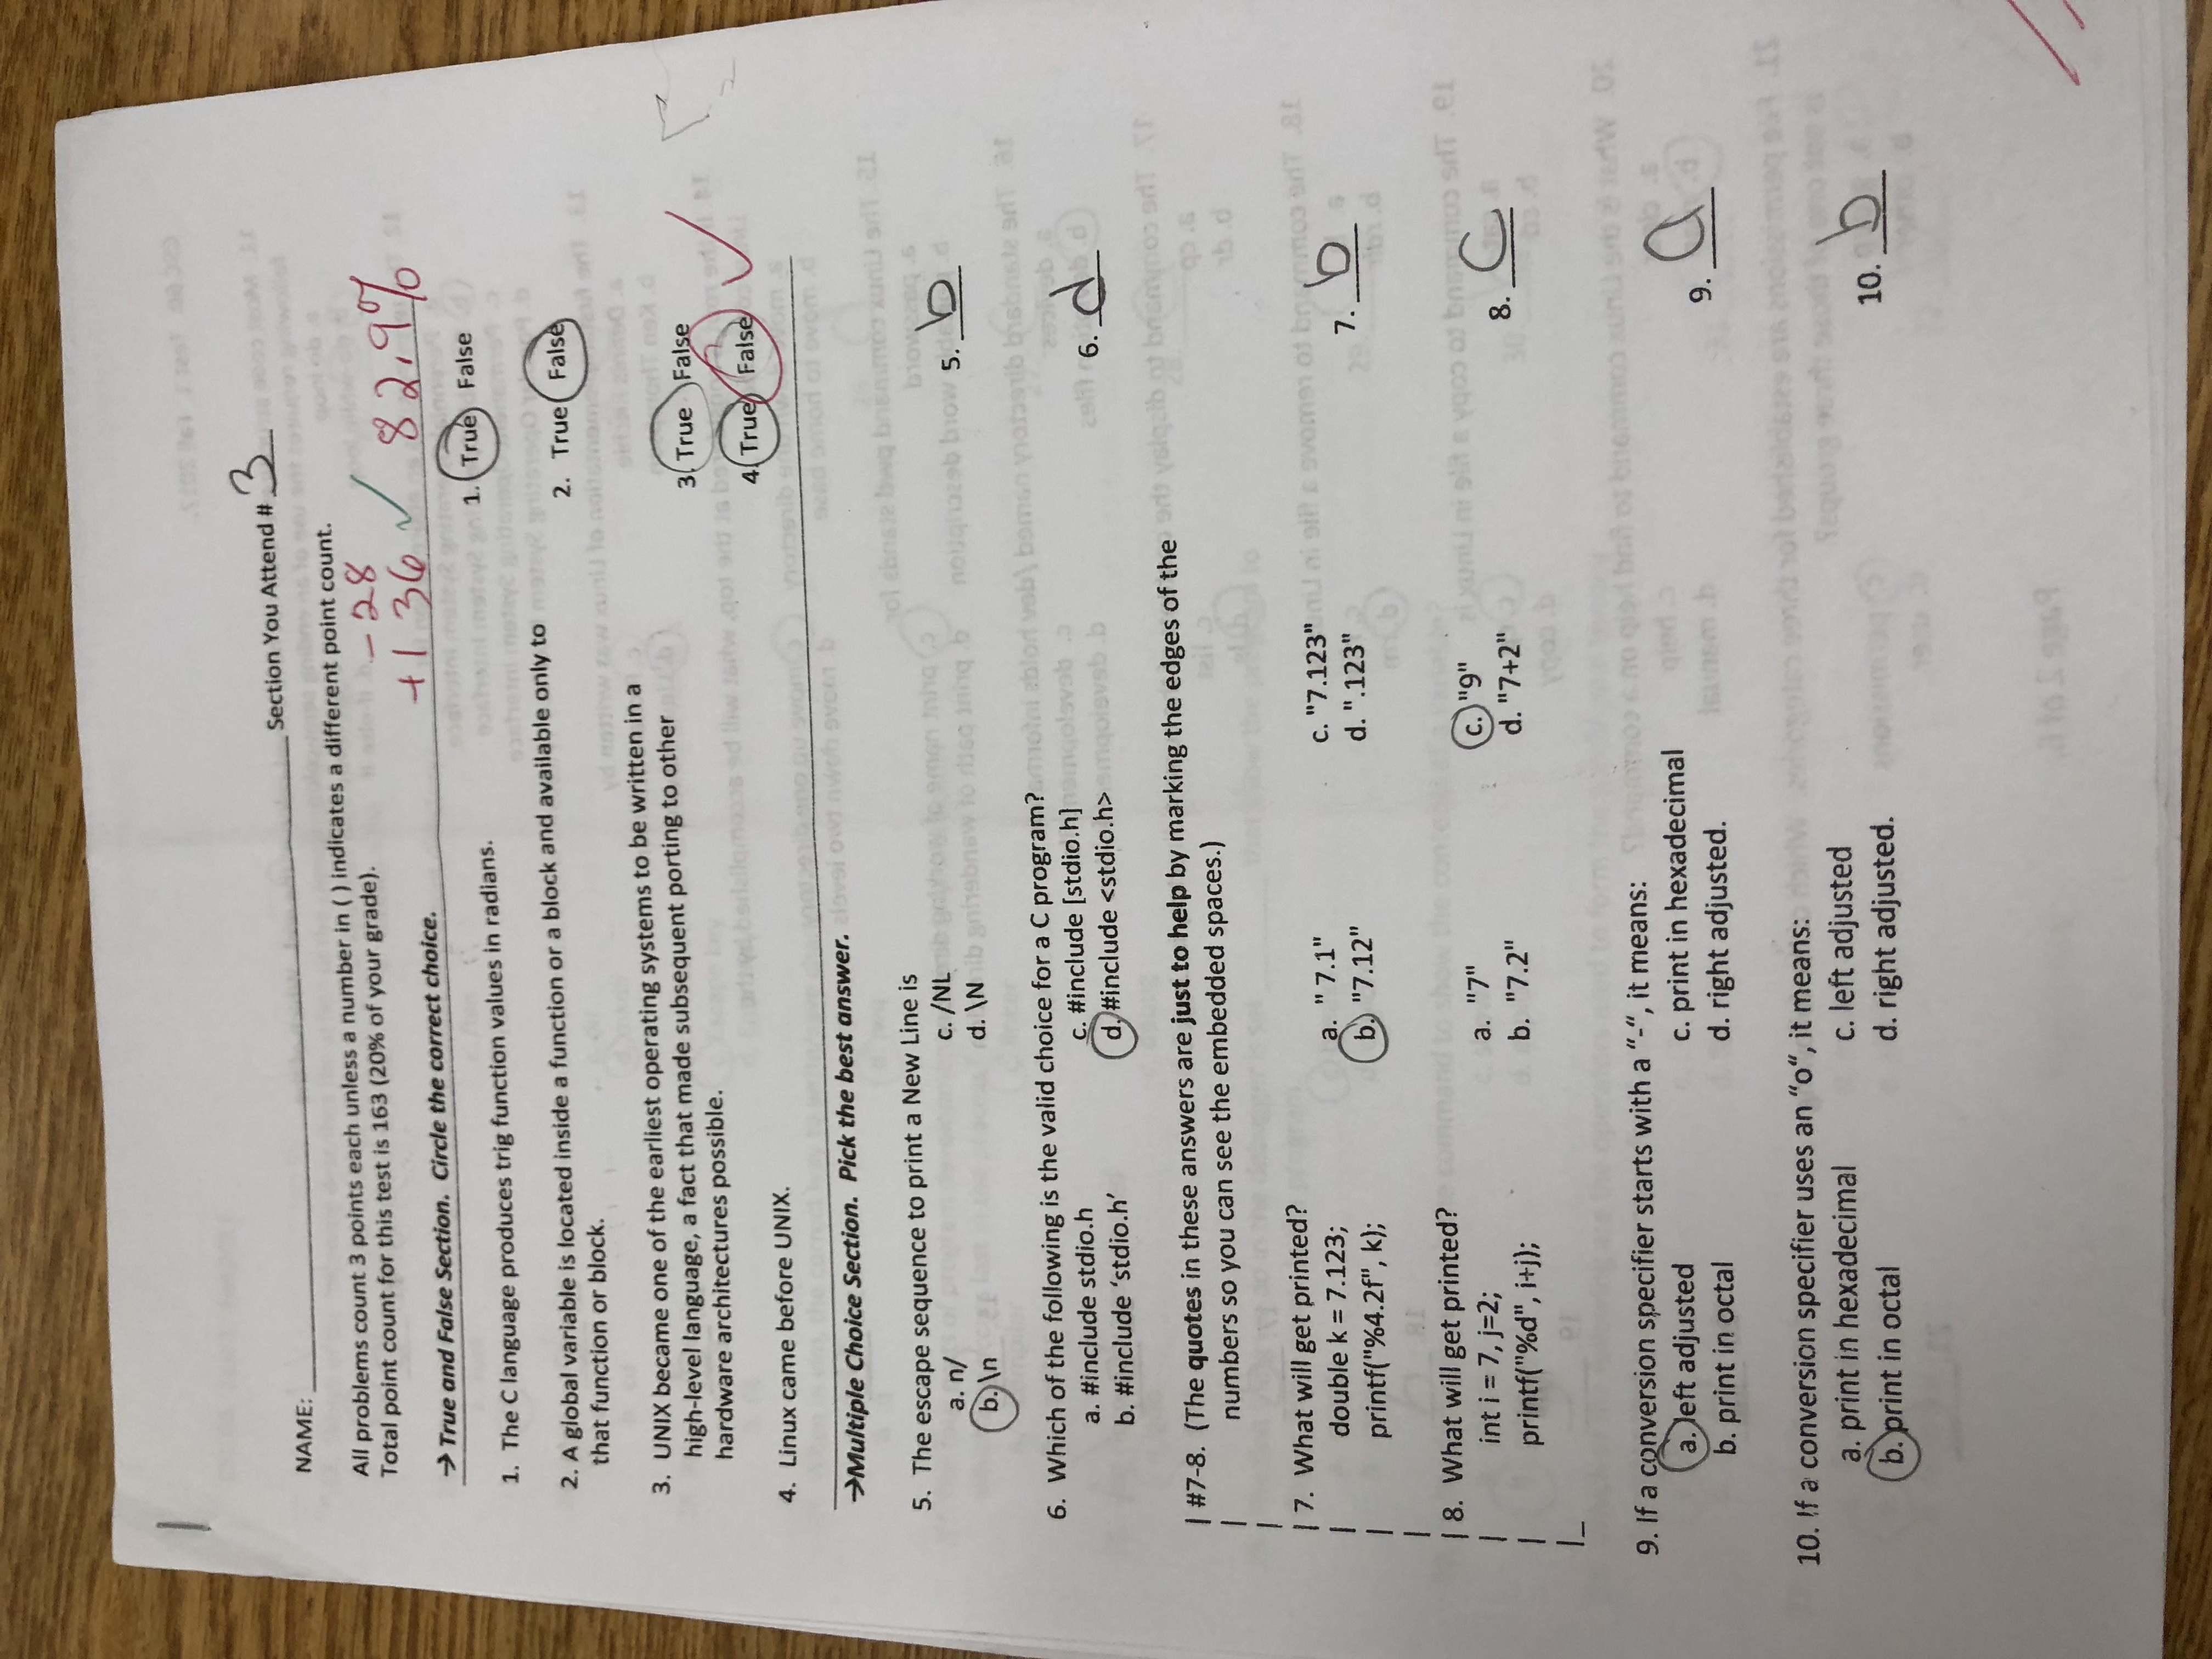 NAME: Section You Attend # 3
All problems count 3 points each unless a number in ( ) indicates a different point count.
Total point count for this test is 163 (20% of your grade).
-28
+136 ✓ 82.9%
→ True and False Section. Circle the correct choice.
1. The C language produces trig function values in radians. 1. True False
2. A global variable is located inside a function or a block and available only to
that function or block. 2. True False
3. UNIX became one of the earliest operating systems to be written in a
high-level language, a fact that made subsequent porting to other
hardware architectures possible. 3. True False
4. Linux came before UNIX. 4. True False ✓
→Multiple Choice Section. Pick the best answer.
5. The escape sequence to print a New Line is
a. n/ c. /NL
b. \n d. \N 5. b
6. Which of the following is the valid choice for a C program?
a. #include stdio.h c. #include [stdio.h]
b. #include ‘stdio.h’ d. #include <stdio.h> 6. d
#7-8. (The quotes in these answers are just to help by marking the edges of the
numbers so you can see the embedded spaces.)
7. What will get printed?
double k = 7.123; a. " 7.1" c. "7.123"
printf("%4.2f", k); b. "7.12" d. ".123" 7. b
8. What will get printed?
int i = 7, j=2; a. "7" c. "9"
printf("%d", i+j); b. "7.2" d. "7+2" 8. c
9. If a conversion specifier starts with a “-“, it means:
a. left adjusted c. print in hexadecimal
b. print in octal d. right adjusted. 9. a
10. If a conversion specifier uses an “o“, it means:
a. print in hexadecimal c. left adjusted
b. print in octal d. right adjusted. 10. b